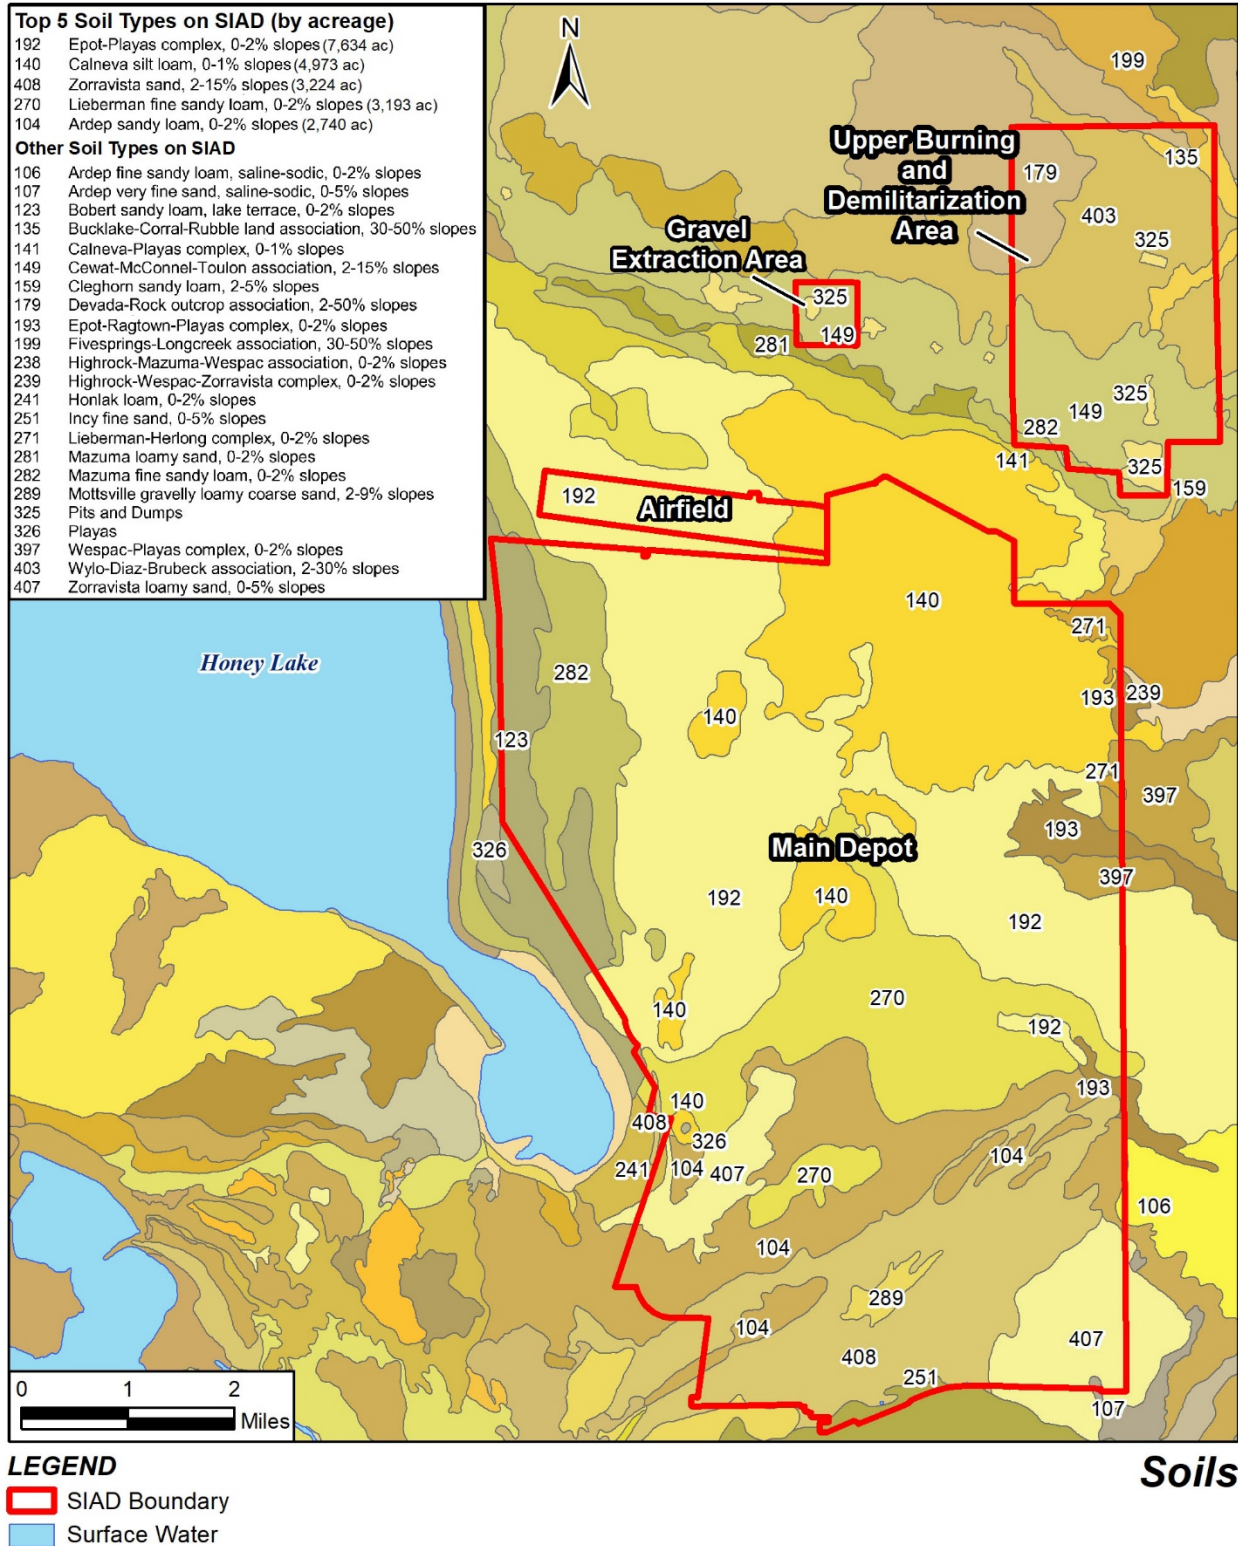 Top 5 Soil Types on SIAD (by acreage)
192 Epot-Playas complex, 0-2% slopes (7,634 ac)
140 Calneva silt loam, 0-1% slopes (4,973 ac)
408 Zorravista sand, 2-15% slopes (3,224 ac)
270 Lieberman fine sandy loam, 0-2% slopes (3,193 ac)
104 Ardep sandy loam, 0-2% slopes (2,740 ac)
Other Soil Types on SIAD
106 Ardep fine sandy loam, saline-sodic, 0-2% slopes
107 Ardep very fine sand, saline-sodic, 0-5% slopes
123 Bobert sandy loam, lake terrace, 0-2% slopes
135 Bucklake-Corral-Rubble land association, 30-50% slopes
141 Calneva-Playas complex, 0-1% slopes
149 Cewat-McConnel-Toulon association, 2-15% slopes
159 Cleghorn sandy loam, 2-5% slopes
179 Devada-Rock outcrop association, 2-50% slopes
193 Epot-Ragtown-Playas complex, 0-2% slopes
199 Fivesprings-Longcreek association, 30-50% slopes
238 Highrock-Mazuma-Wespac association, 0-2% slopes
239 Highrock-Wespac-Zorravista complex, 0-2% slopes
241 Honlak loam, 0-2% slopes
251 Incy fine sand, 0-5% slopes
271 Lieberman-Herlong complex, 0-2% slopes
281 Mazuma loamy sand, 0-2% slopes
282 Mazuma fine sandy loam, 0-2% slopes
289 Mottsville gravelly loamy coarse sand, 2-9% slopes
325 Pits and Dumps
326 Playas
397 Wespac-Playas complex, 0-2% slopes
403 Wylo-Diaz-Brubeck association, 2-30% slopes
407 Zorravista loamy sand, 0-5% slopes
N
199
Upper Burning
and
Demilitarization
Area
135
179
403
325
Gravel
Extraction Area
325
149
281
325
149
282
141
325
159
192
Airfield
140
271
282
140
193
239
123
271
397
193
326
Main Depot
397
192
140
192
270
140
192
193
140
408
326
104
241
104
407
270
106
104
289
104
408
407
251
107
Honey Lake
0 1 2
Miles
LEGEND
SIAD Boundary
Surface Water
Soils